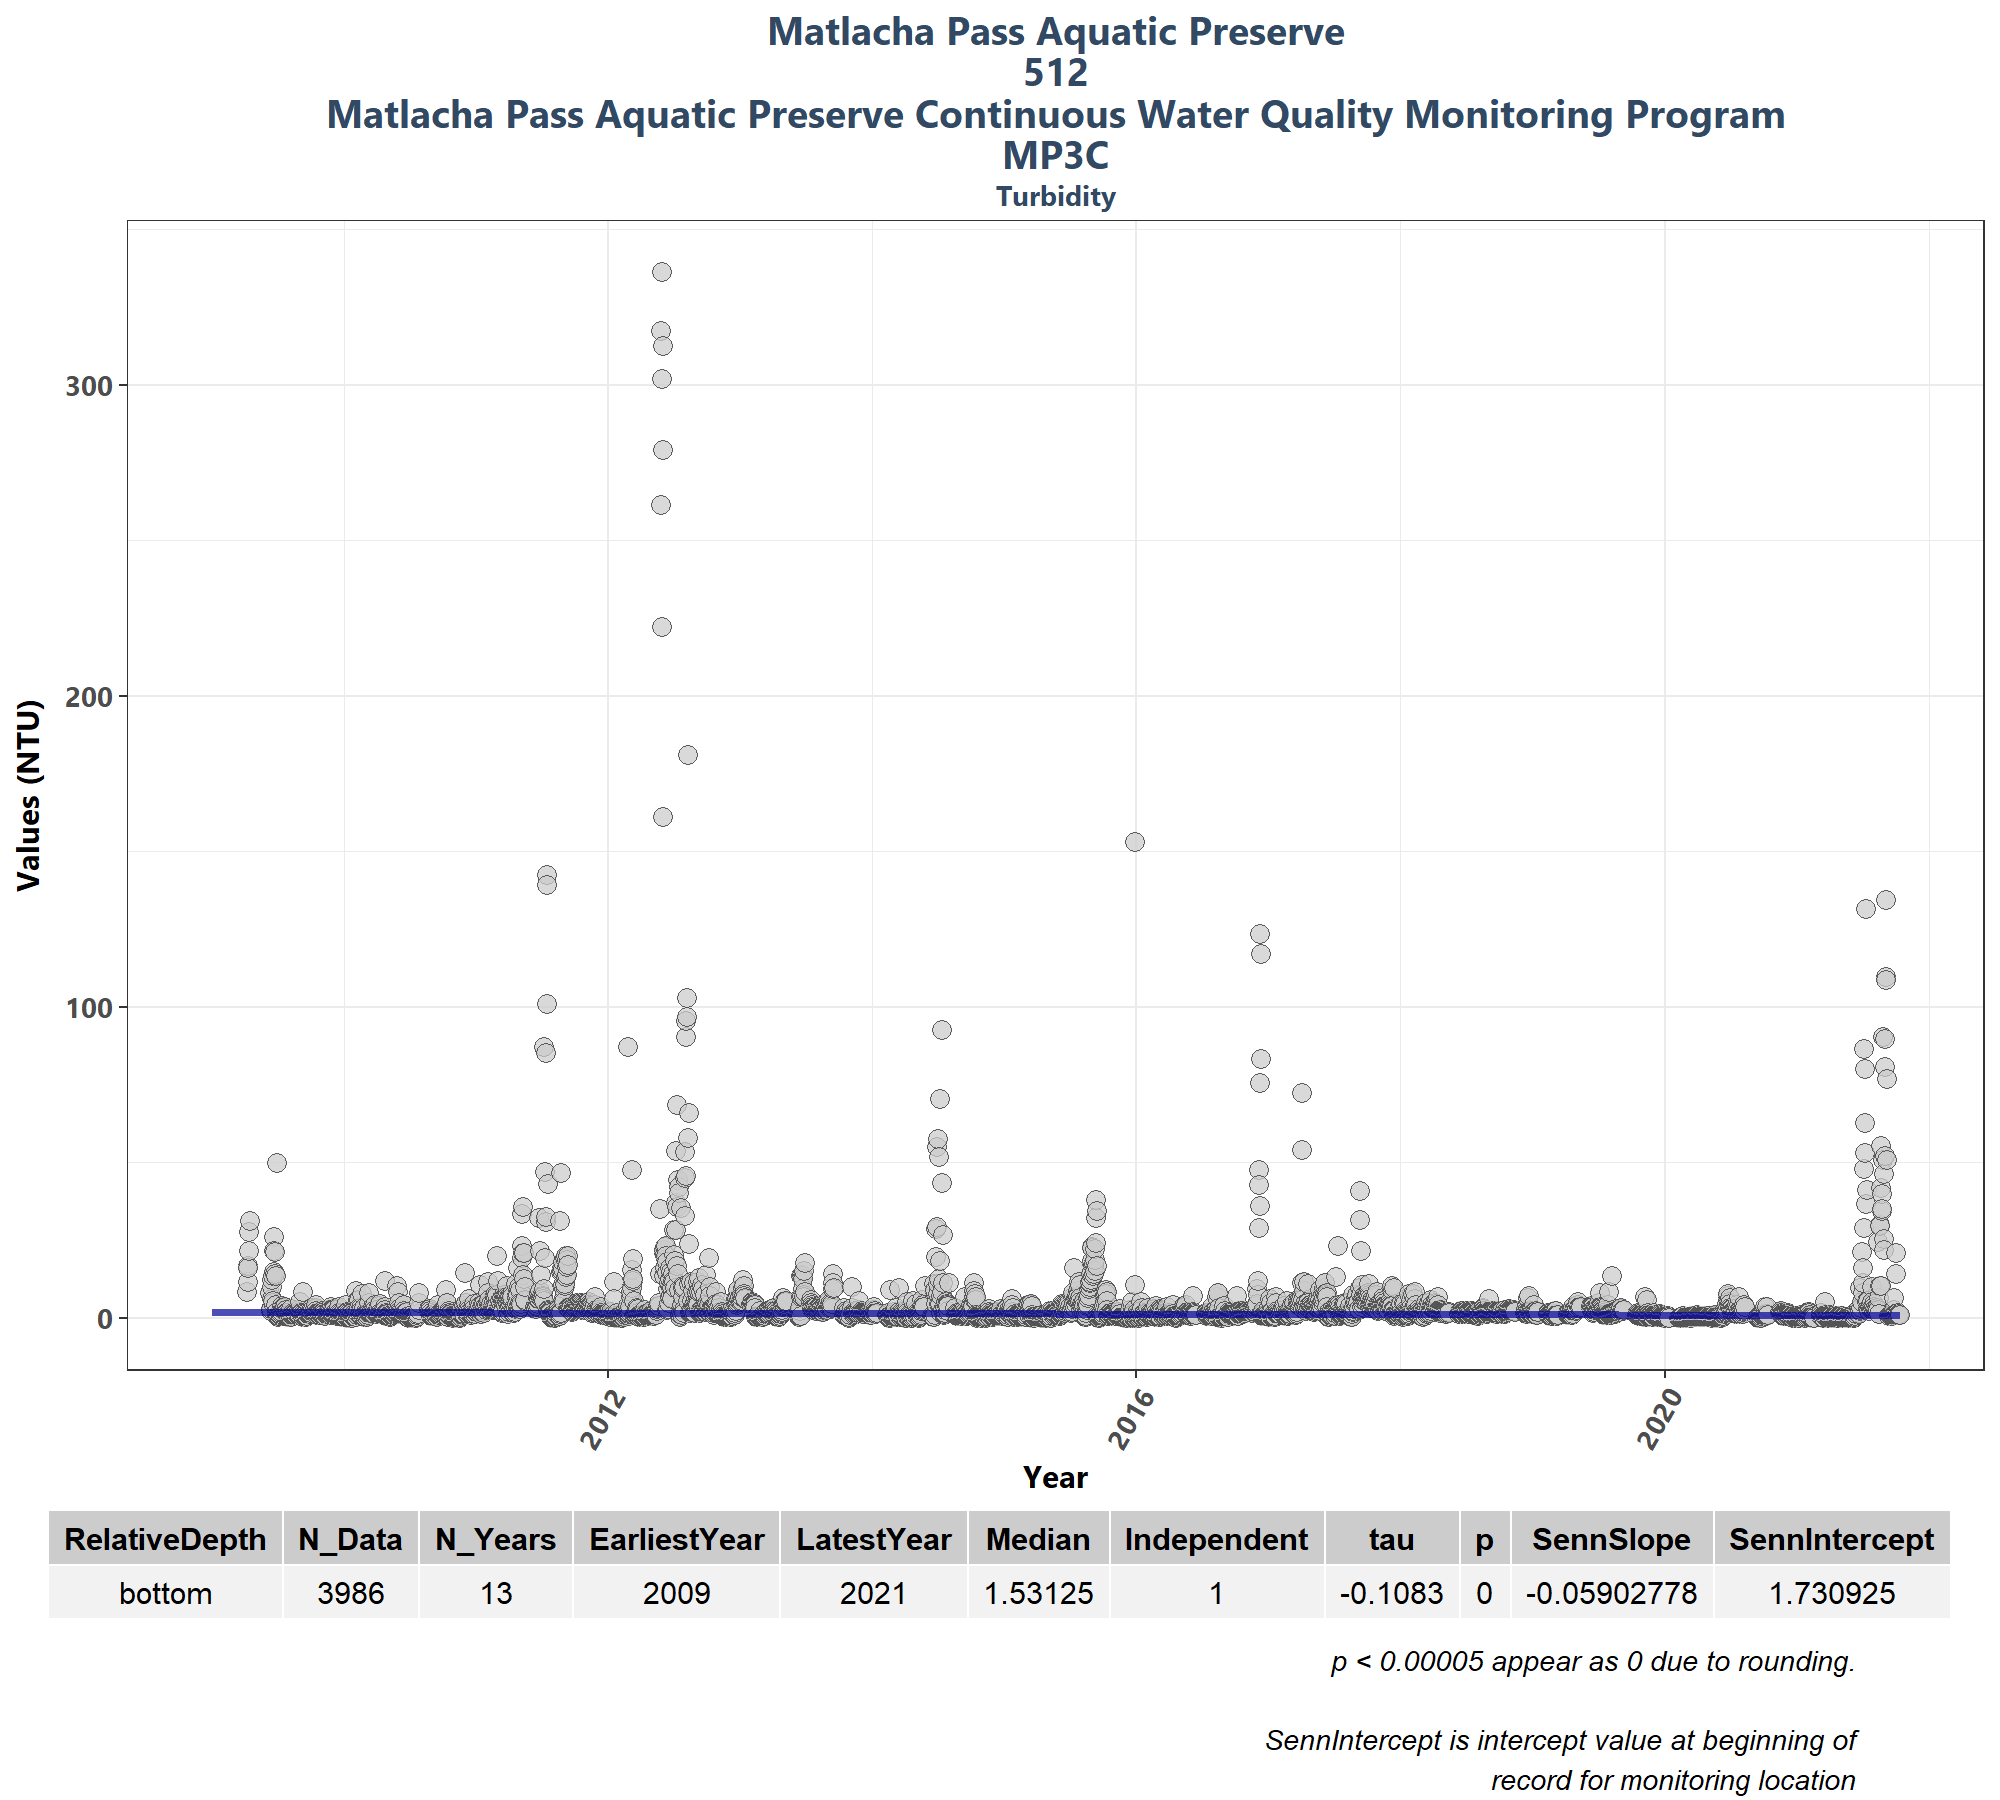 Matlacha Pass Aquatic Preserve
512
Matlacha Pass Aquatic Preserve Continuous Water Quality Monitoring Program
MP3C
Turbidity
Values (NTU)
300
200
100
0
2012
2016
2020
Year
RelativeDepth N_Data N_Years EarliestYear LatestYear Median Independent tau p SennSlope SennIntercept
bottom 3986 13 2009 2021 1.53125 1 -0.1083 0 -0.05902778 1.730925
p < 0.00005 appear as 0 due to rounding.
SennIntercept is intercept value at beginning of
record for monitoring location